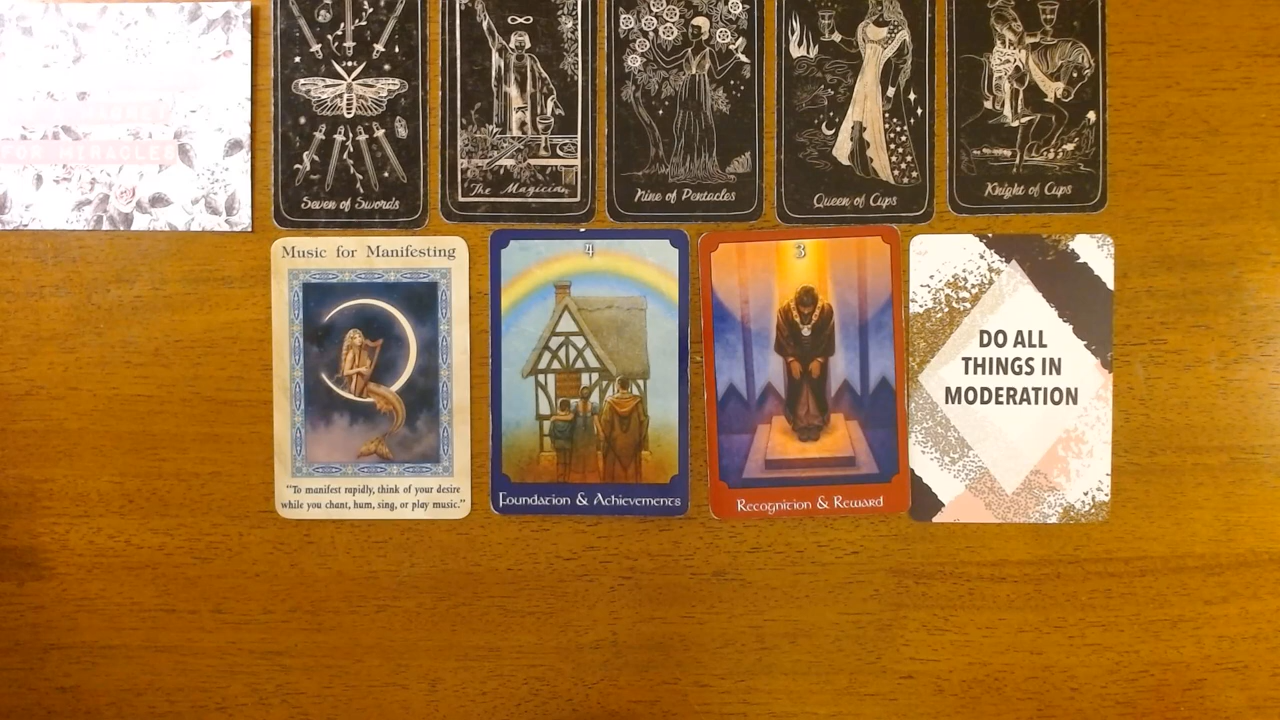 FOR MIRACLES
Seven of Swords
The Magician
Nine of Pentacles
Queen of Cups
Knight of Cups
Music for Manifesting
"To manifest rapidly, think of your desire
while you chant, hum, sing, or play music."
4
Foundation & Achievements
3
Recognition & Reward
DO ALL
THINGS IN
MODERATION